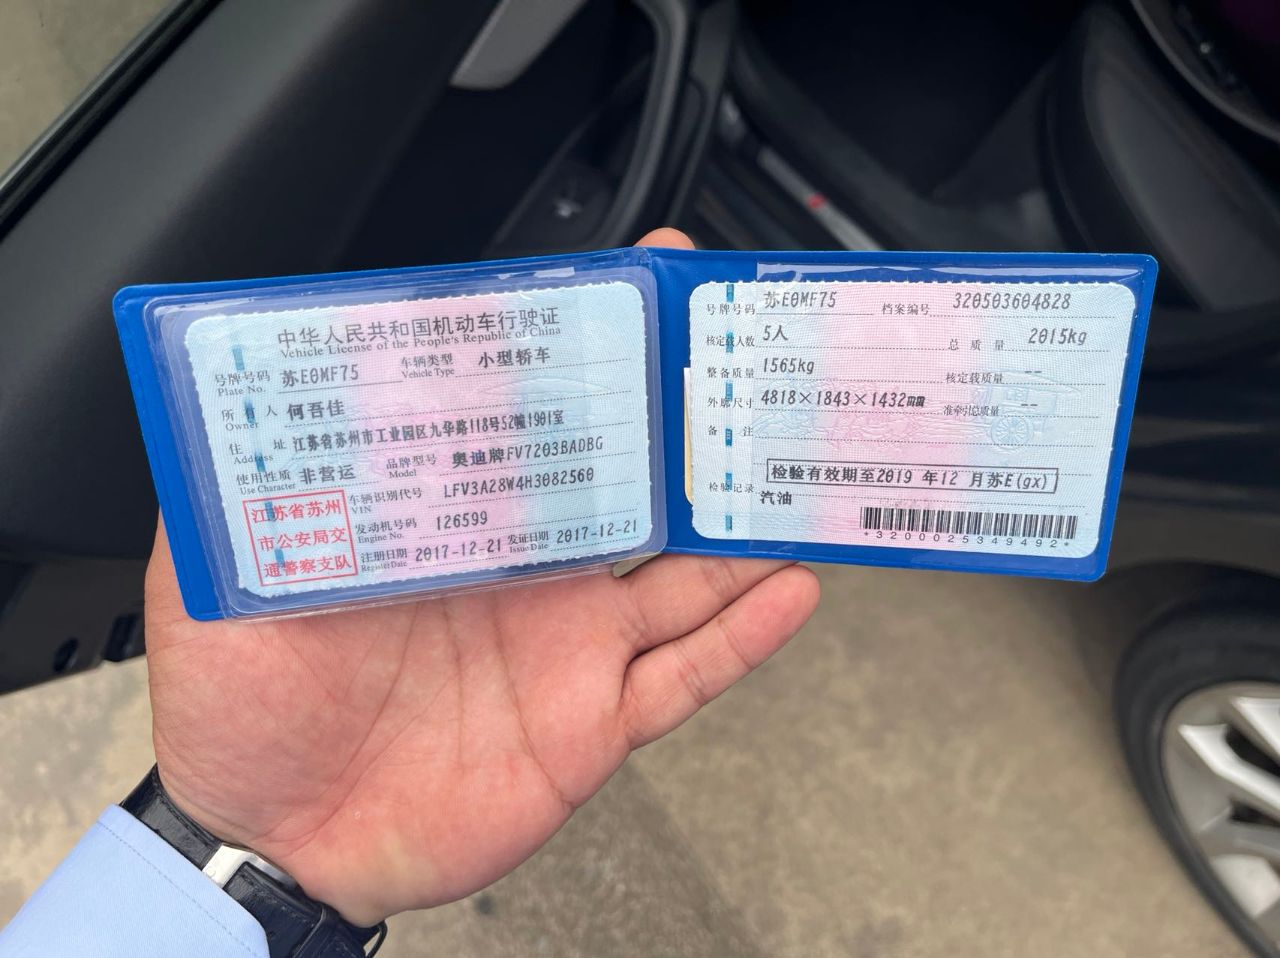 中华人民共和国机动车行驶证
Vehicle License of the People's Republic of China
号牌号码 Plate No. 苏E0MF75 车辆类型 Vehicle Type 小型轿车
所有人 Owner 何吾佳
住址 Address 江苏省苏州市工业园区九华路118号52幢1901室
使用性质 Use Character 非营运 品牌型号 Model 奥迪牌FV7203BADBG
江苏省苏州
市公安局交
通警察支队
车辆识别代号 VIN LFV3A28W4H3082560
发动机号码 Engine No. 126599
注册日期 Register Date 2017-12-21 发证日期 Issue Date 2017-12-21
号牌号码 苏E0MF75 档案编号 320503604828
核定载人数 5人 总质量 2015kg
整备质量 1565kg 核定载质量 --
外廓尺寸 4818×1843×1432mm 准牵引总质量 --
备注
检验有效期至2019 年12 月苏E(gx)
检验记录
汽油
*3200025349492*